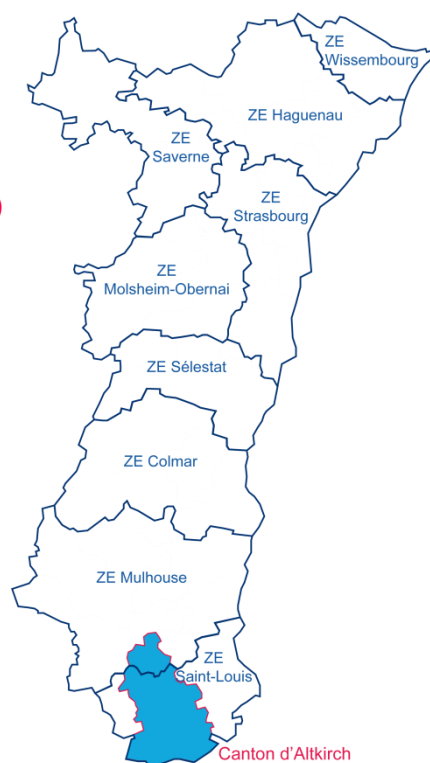 ZE
Wissembourg
ZE Haguenau
ZE
Saverne
ZE
Strasbourg
ZE
Molsheim-Obernai
ZE Sélestat
ZE Colmar
ZE Mulhouse
ZE
Saint-Louis
Canton d'Altkirch